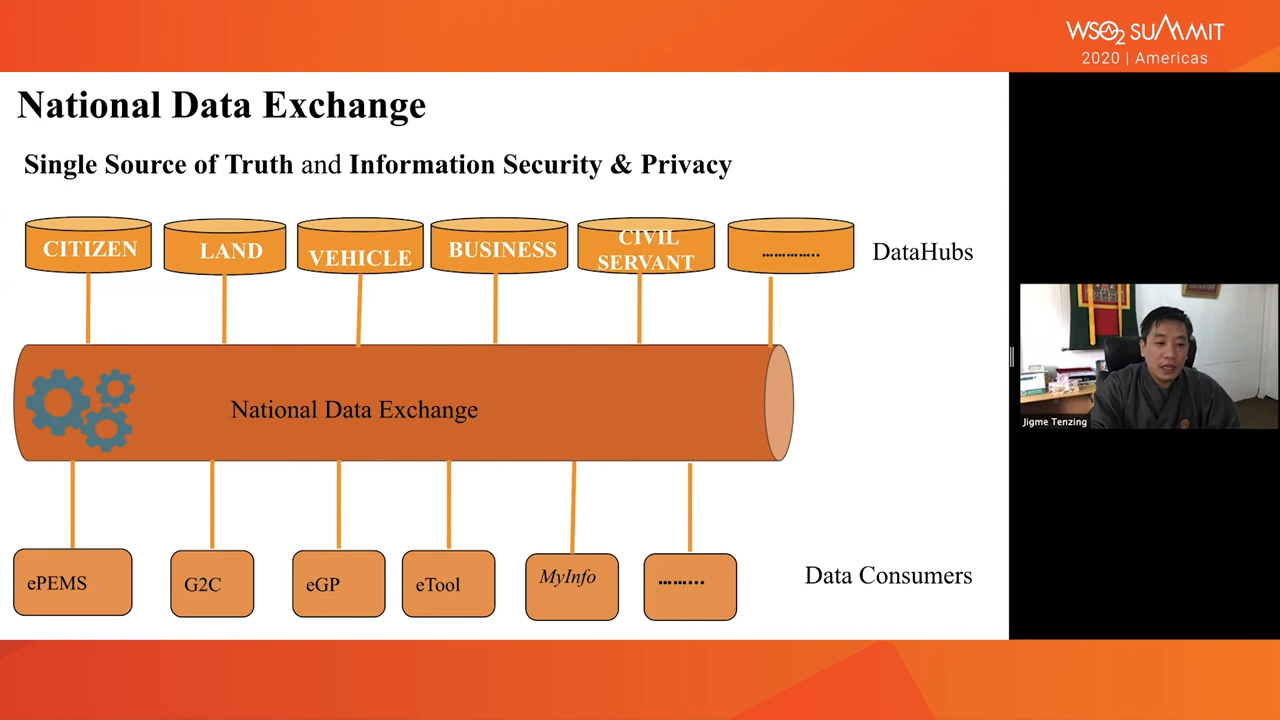 WSO2 SUMMIT
2020 | Americas
National Data Exchange
Single Source of Truth and Information Security & Privacy
CITIZEN
LAND
VEHICLE
BUSINESS
CIVIL
SERVANT
…………..
DataHubs
National Data Exchange
ePEMS
G2C
eGP
eTool
MyInfo
……...
Data Consumers
Jigme Tenzing